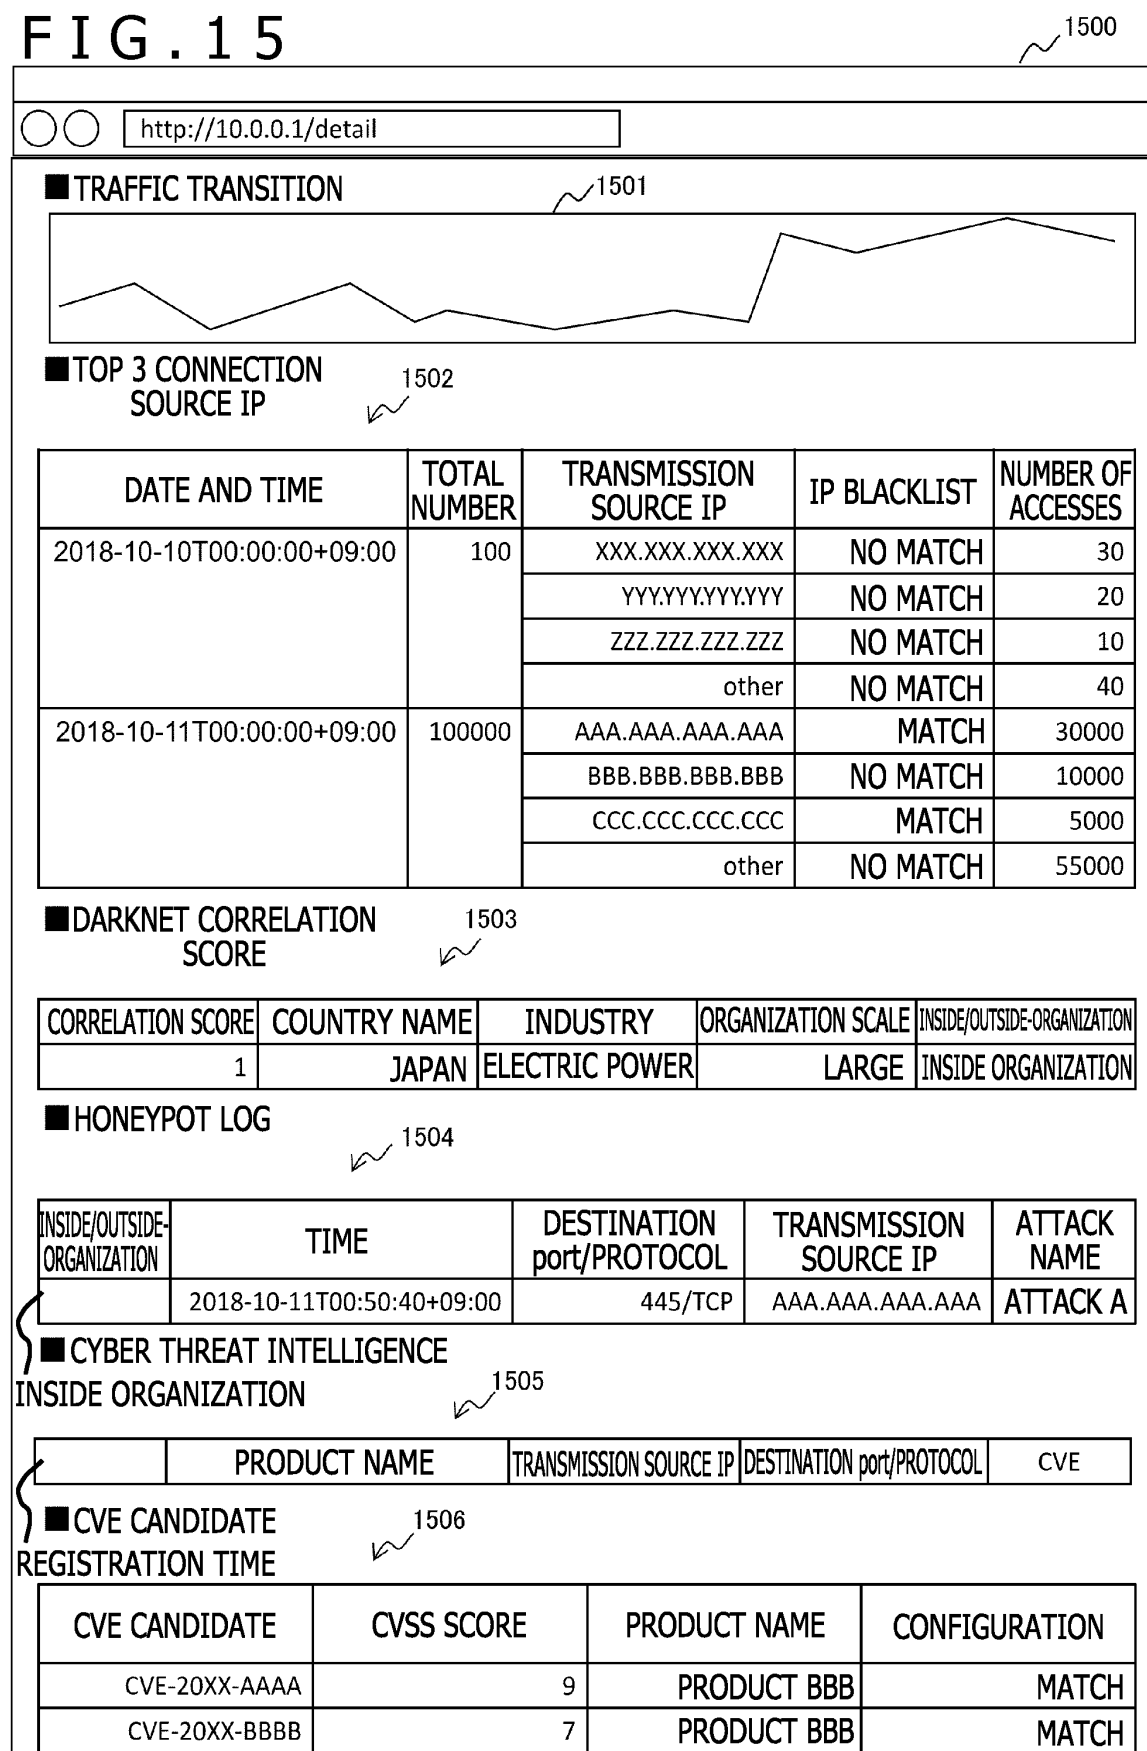 FIG.15
1500
http://10.0.0.1/detail
■TRAFFIC TRANSITION
1501
■TOP 3 CONNECTION
SOURCE IP
1502
DATE AND TIME
TOTAL
NUMBER
TRANSMISSION
SOURCE IP
IP BLACKLIST
NUMBER OF
ACCESSES
2018-10-10T00:00:00+09:00 100 XXX.XXX.XXX.XXX NO MATCH 30
YYY.YYY.YYY.YYY NO MATCH 20
ZZZ.ZZZ.ZZZ.ZZZ NO MATCH 10
other NO MATCH 40
2018-10-11T00:00:00+09:00 100000 AAA.AAA.AAA.AAA MATCH 30000
BBB.BBB.BBB.BBB NO MATCH 10000
CCC.CCC.CCC.CCC MATCH 5000
other NO MATCH 55000
■DARKNET CORRELATION
SCORE
1503
CORRELATION SCORE COUNTRY NAME INDUSTRY ORGANIZATION SCALE INSIDE/OUTSIDE-ORGANIZATION
1 JAPAN ELECTRIC POWER LARGE INSIDE ORGANIZATION
■HONEYPOT LOG
1504
INSIDE/OUTSIDE-
ORGANIZATION
TIME
DESTINATION
port/PROTOCOL
TRANSMISSION
SOURCE IP
ATTACK
NAME
2018-10-11T00:50:40+09:00 445/TCP AAA.AAA.AAA.AAA ATTACK A
■CYBER THREAT INTELLIGENCE
INSIDE ORGANIZATION
1505
PRODUCT NAME TRANSMISSION SOURCE IP DESTINATION port/PROTOCOL CVE
■CVE CANDIDATE
REGISTRATION TIME
1506
CVE CANDIDATE CVSS SCORE PRODUCT NAME CONFIGURATION
CVE-20XX-AAAA 9 PRODUCT BBB MATCH
CVE-20XX-BBBB 7 PRODUCT BBB MATCH